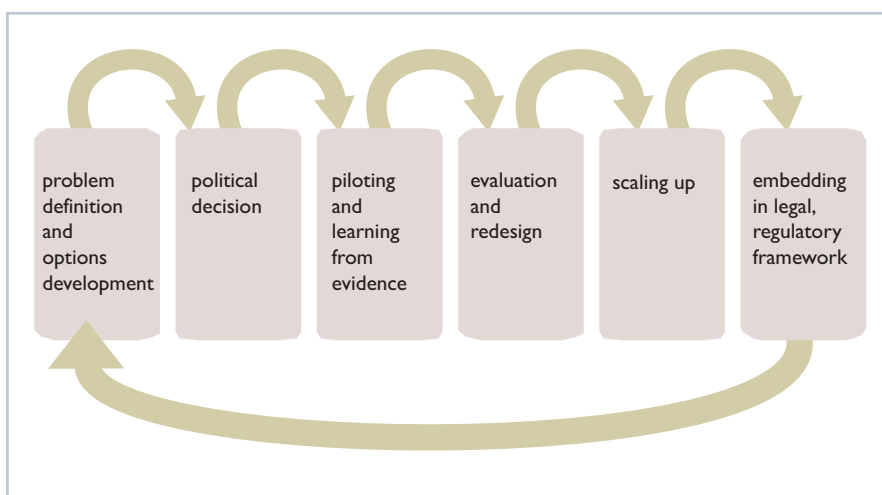 problem
definition
and
options
development
political
decision
piloting
and
learning
from
evidence
evaluation
and
redesign
scaling up
embedding
in legal,
regulatory
framework